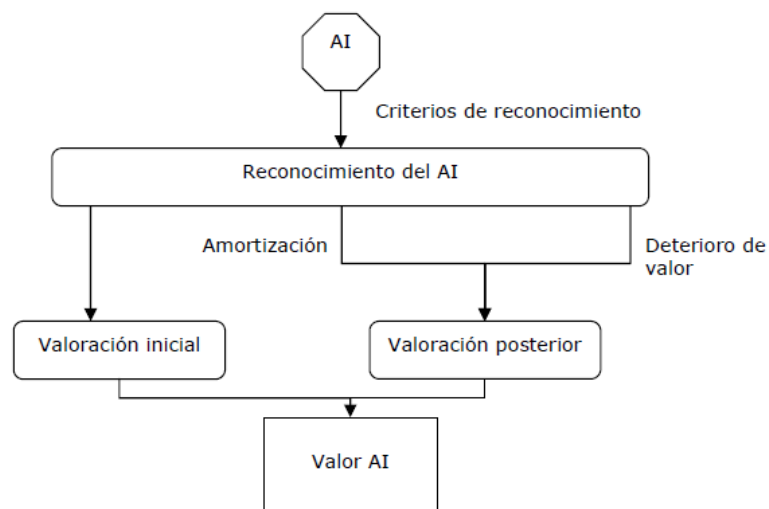 AI
Criterios de reconocimiento
Reconocimiento del AI
Amortización
Deterioro de
valor
Valoración inicial
Valoración posterior
Valor AI